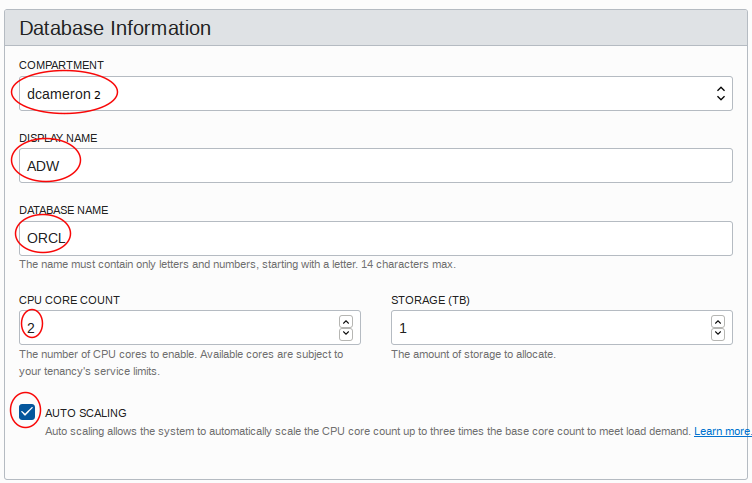 Database Information
COMPARTMENT
dcameron 2
DISPLAY NAME
ADW
DATABASE NAME
ORCL
The name must contain only letters and numbers, starting with a letter. 14 characters max.
CPU CORE COUNT
2
The number of CPU cores to enable. Available cores are subject to
your tenancy's service limits.
STORAGE (TB)
1
The amount of storage to allocate.
AUTO SCALING
Auto scaling allows the system to automatically scale the CPU core count up to three times the base core count to meet load demand. Learn more.